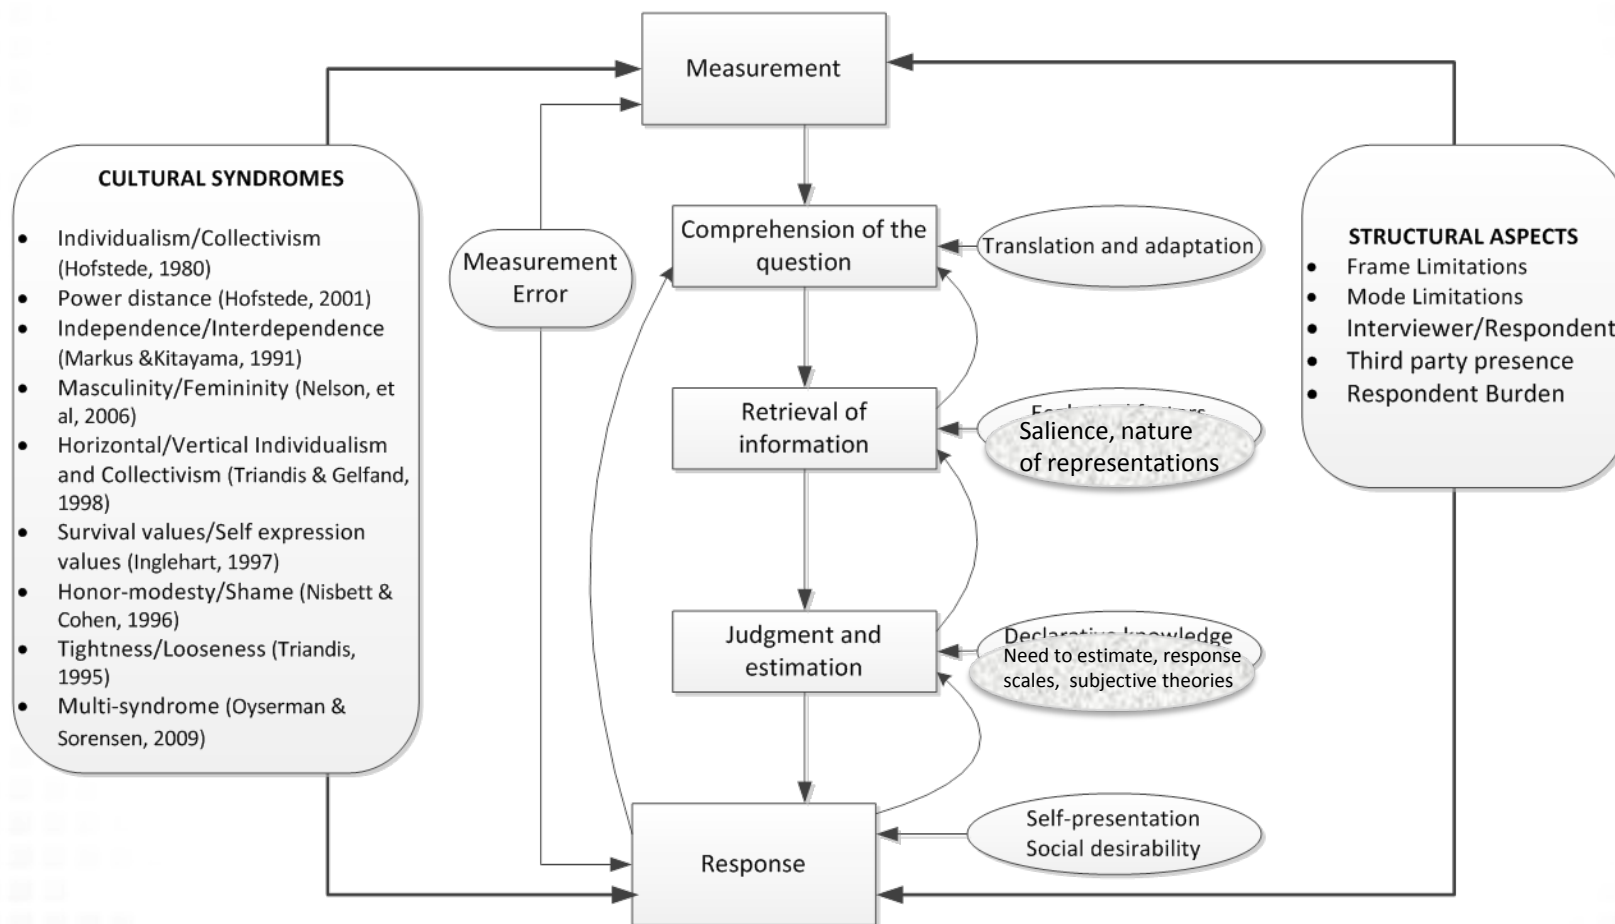 Measurement
CULTURAL SYNDROMES
• Individualism/Collectivism
(Hofstede, 1980)
• Power distance (Hofstede, 2001)
• Independence/Interdependence
(Markus &Kitayama, 1991)
• Masculinity/Femininity (Nelson, et
al, 2006)
• Horizontal/Vertical Individualism
and Collectivism (Triandis & Gelfand,
1998)
• Survival values/Self expression
values (Inglehart, 1997)
• Honor-modesty/Shame (Nisbett &
Cohen, 1996)
• Tightness/Looseness (Triandis,
1995)
• Multi-syndrome (Oyserman &
Sorensen, 2009)
Measurement
Error
Comprehension of the
question
Translation and adaptation
Retrieval of
information
Salience, nature
of representations
Judgment and
estimation
Declarative knowledge
Need to estimate, response
scales, subjective theories
Response
Self-presentation
Social desirability
STRUCTURAL ASPECTS
• Frame Limitations
• Mode Limitations
• Interviewer/Respondent
• Third party presence
• Respondent Burden